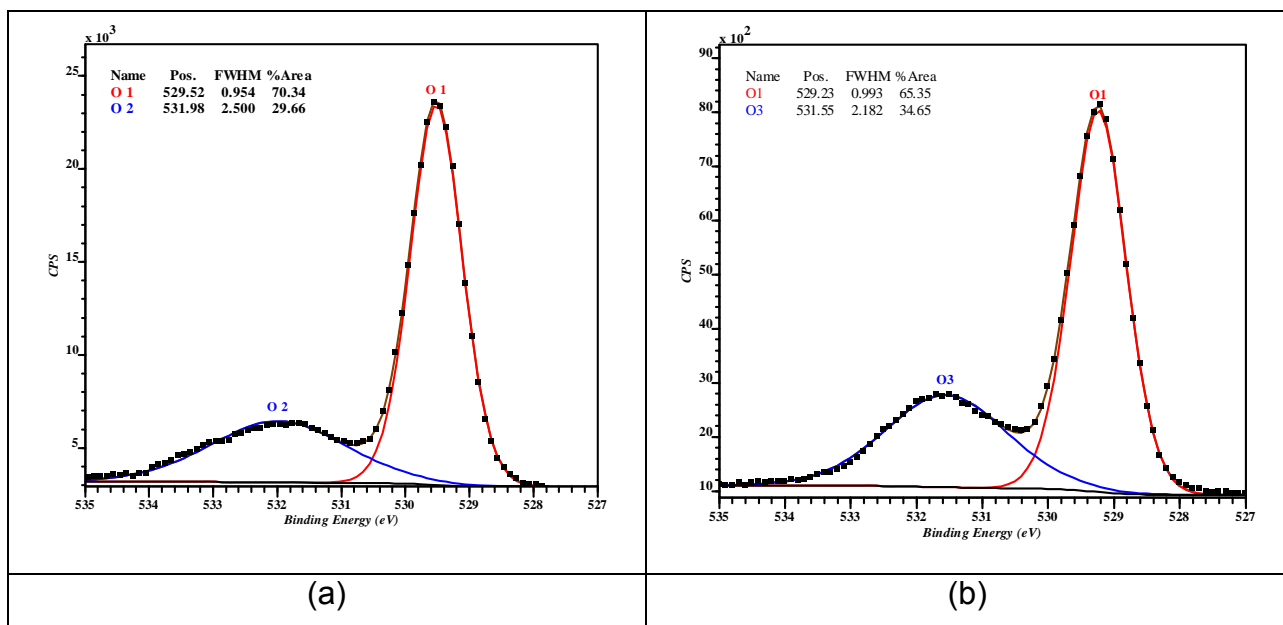 x 10³
Name Pos. FWHM %Area
O 1 529.52 0.954 70.34
O 2 531.98 2.500 29.66
O 1
O 2
25
20
15
10
5
CPS
535 534 533 532 531 530 529 528 527
Binding Energy (eV)
(a)
x 10²
Name Pos. FWHM %Area
O1 529.23 0.993 65.35
O3 531.55 2.182 34.65
O1
O3
90
80
70
60
50
40
30
20
10
CPS
535 534 533 532 531 530 529 528 527
Binding Energy (eV)
(b)